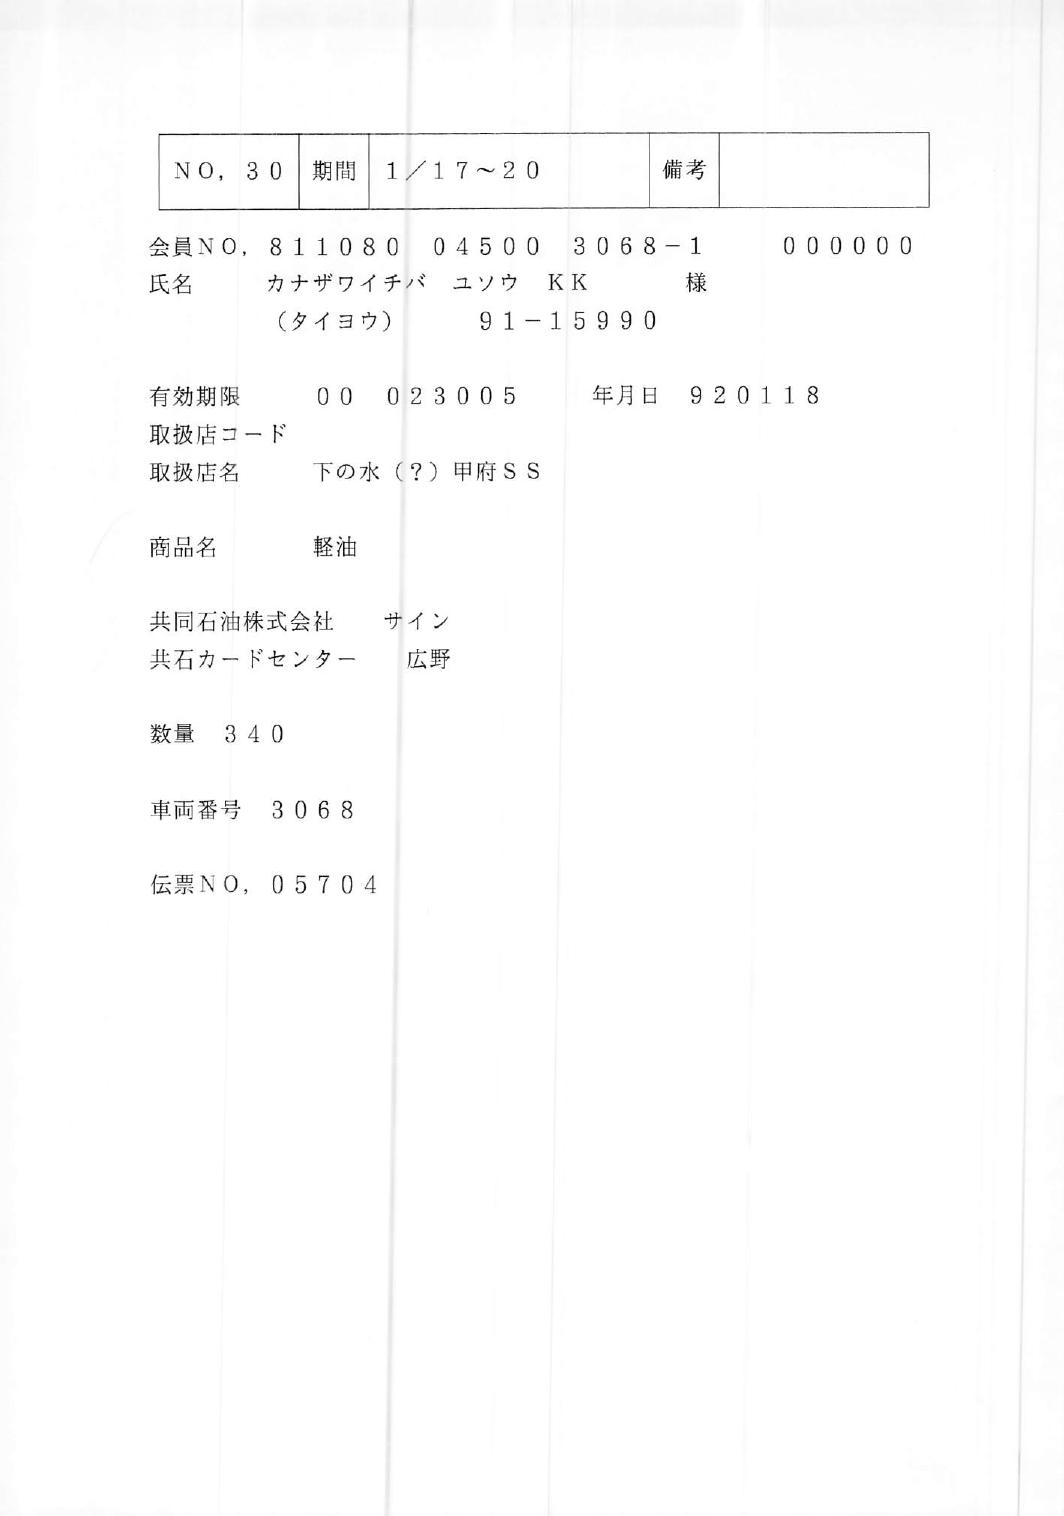 ＮＯ，３０　期間　１／１７～２０　備考
会員ＮＯ，８１１０８０　０４５００　３０６８－１　　　０００００００
氏名　　　カナザワイチバ　ユソウ　ＫＫ　　　　様
（タイヨウ）　　　９１－１５９９０
有効期限　　　００　０２３００５　　　年月日　９２０１１８
取扱店コード
取扱店名　　　下の水（？）甲府ＳＳ
商品名　　　　軽油
共同石油株式会社　　サイン
共石カードセンター　　広野
数量　３４０
車両番号　３０６８
伝票ＮＯ，０５７０４